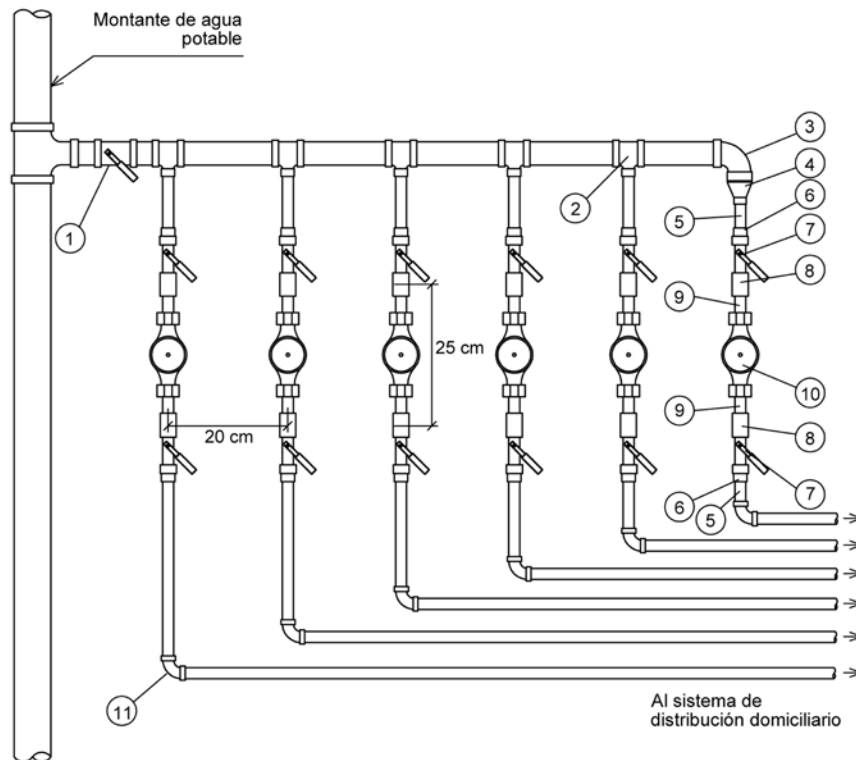 Montante de agua
potable
3
4
1
2
5
6
7
8
9
25 cm
10
9
20 cm
8
7
6
5
11
Al sistema de
distribución domiciliario